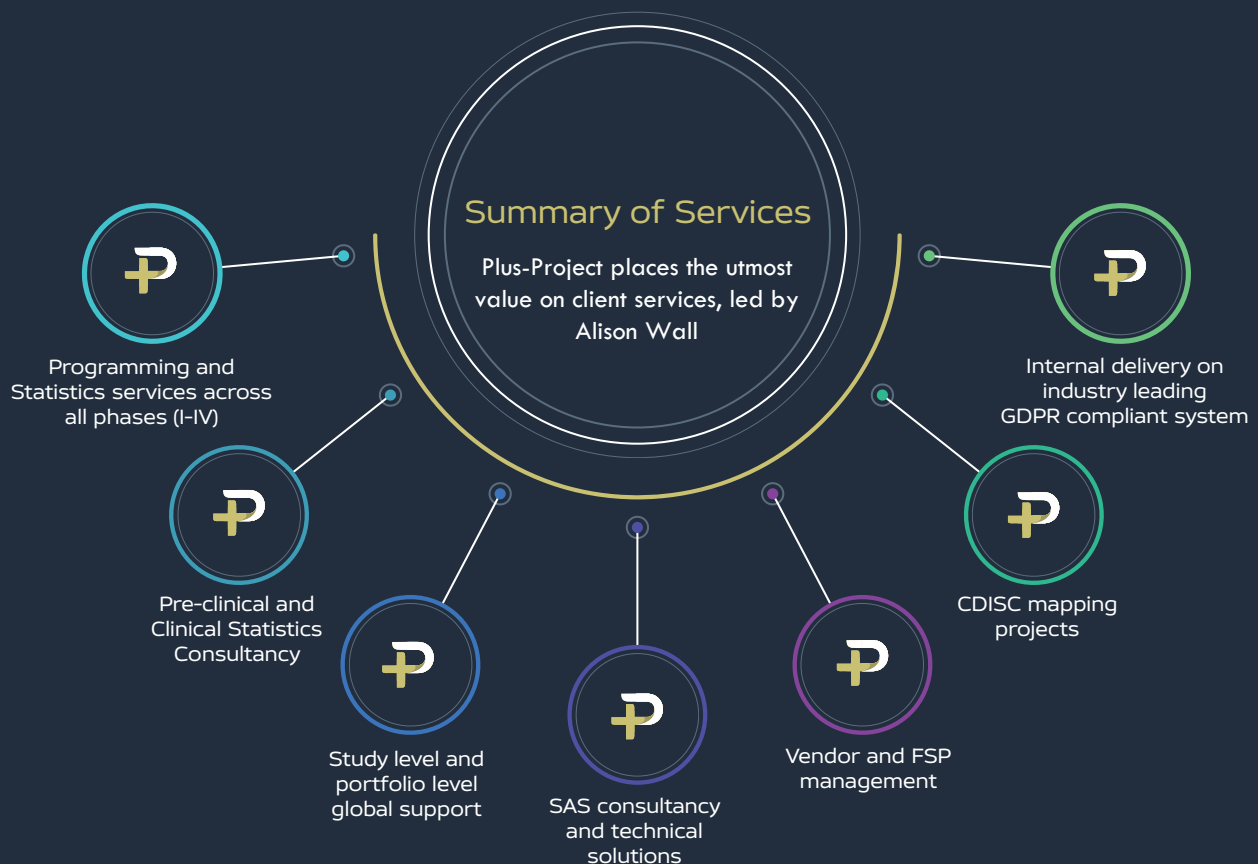 Summary of Services
Plus-Project places the utmost
value on client services, led by
Alison Wall
Programming and
Statistics services across
all phases (I-IV)
Pre-clinical and
Clinical Statistics
Consultancy
Study level and
portfolio level
global support
SAS consultancy
and technical
solutions
Vendor and FSP
management
CDISC mapping
projects
Internal delivery on
industry leading
GDPR compliant system